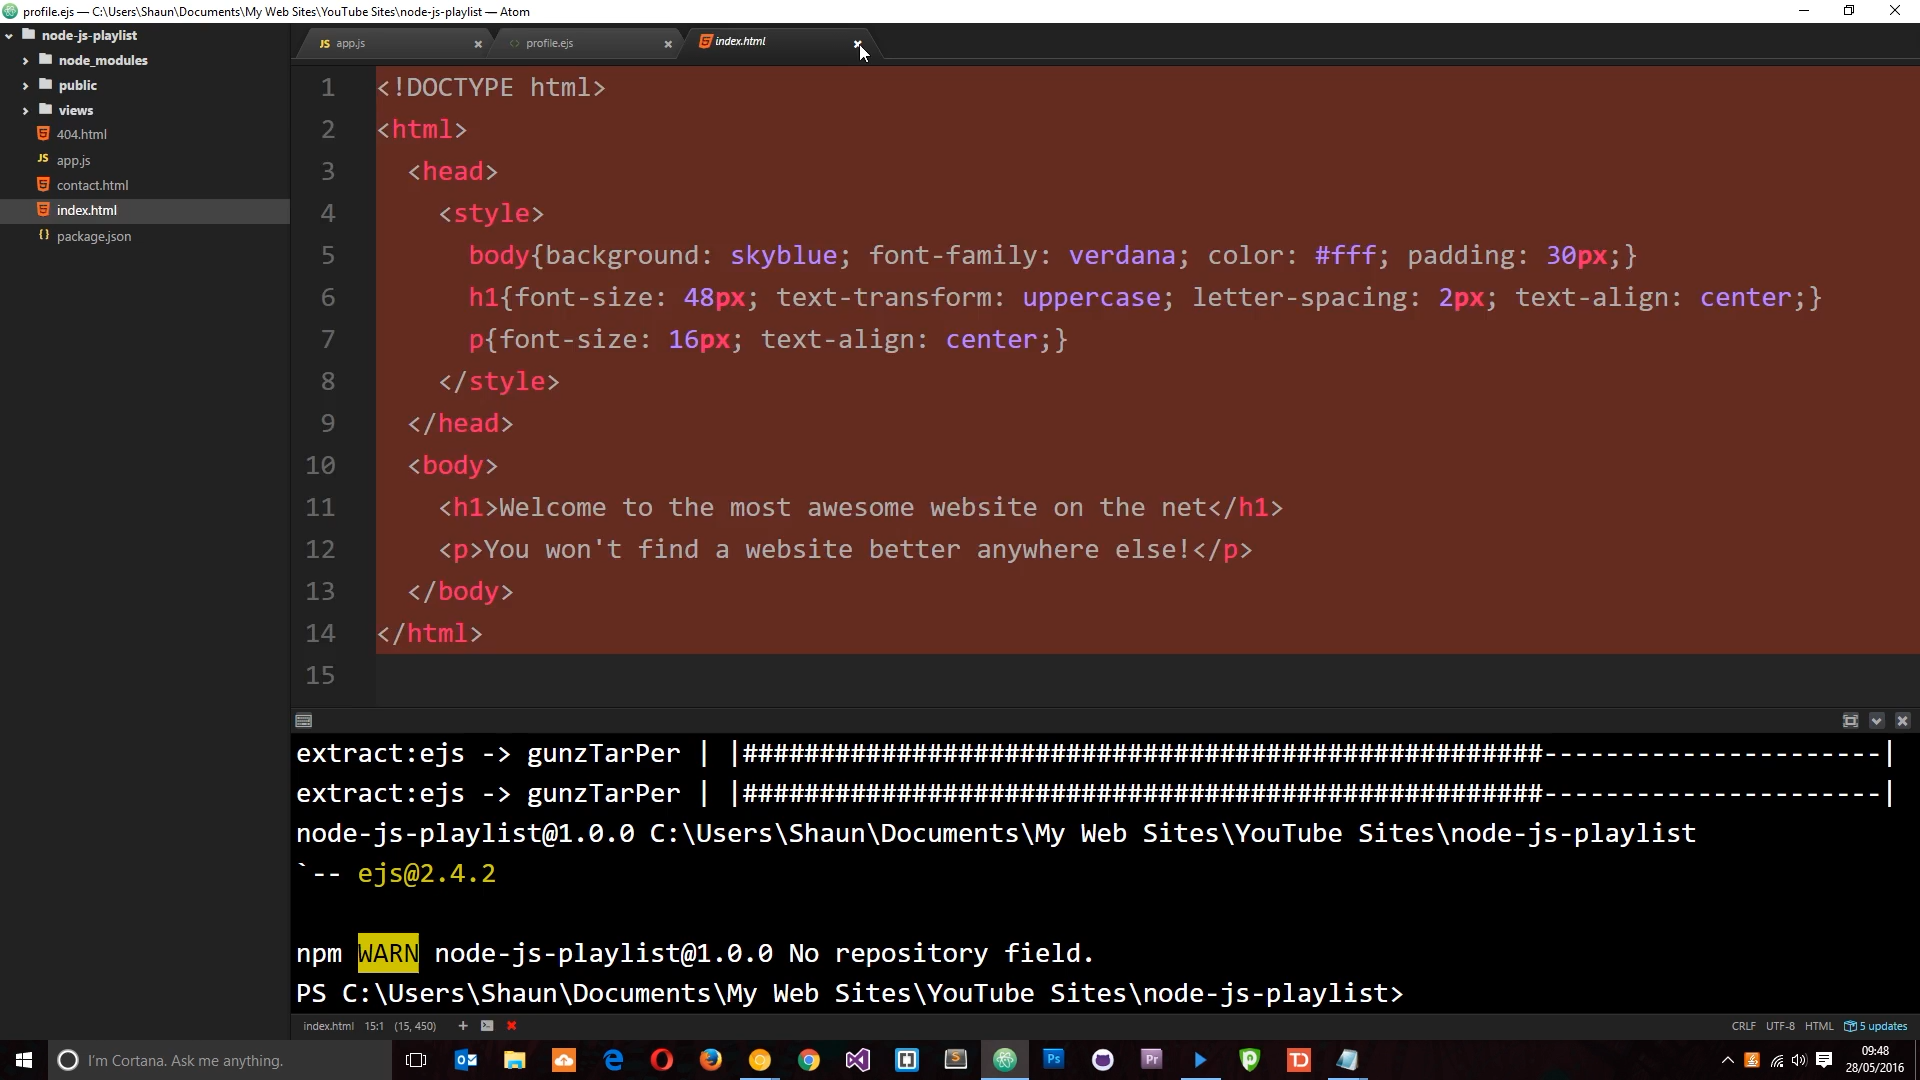 profile.ejs — C:\Users\Shaun\Documents\My Web Sites\YouTube Sites\node-js-playlist — Atom
node-js-playlist
node_modules
public
views
404.html
JS app.js
contact.html
index.html
{} package.json
JS app.js
<> profile.ejs
index.html
1 <!DOCTYPE html>
2 <html>
3 <head>
4 <style>
5 body{background: skyblue; font-family: verdana; color: #fff; padding: 30px;}
6 h1{font-size: 48px; text-transform: uppercase; letter-spacing: 2px; text-align: center;}
7 p{font-size: 16px; text-align: center;}
8 </style>
9 </head>
10 <body>
11 <h1>Welcome to the most awesome website on the net</h1>
12 <p>You won't find a website better anywhere else!</p>
13 </body>
14 </html>
15
extract:ejs -> gunzTarPer | |####################################################----------------------|
extract:ejs -> gunzTarPer | |####################################################----------------------|
node-js-playlist@1.0.0 C:\Users\Shaun\Documents\My Web Sites\YouTube Sites\node-js-playlist
`-- ejs@2.4.2
npm WARN node-js-playlist@1.0.0 No repository field.
PS C:\Users\Shaun\Documents\My Web Sites\YouTube Sites\node-js-playlist>
index.html 15:1 (15, 450)
CRLF UTF-8 HTML 5 updates
I'm Cortana. Ask me anything.
Ps
Pr
TD
09:48
28/05/2016